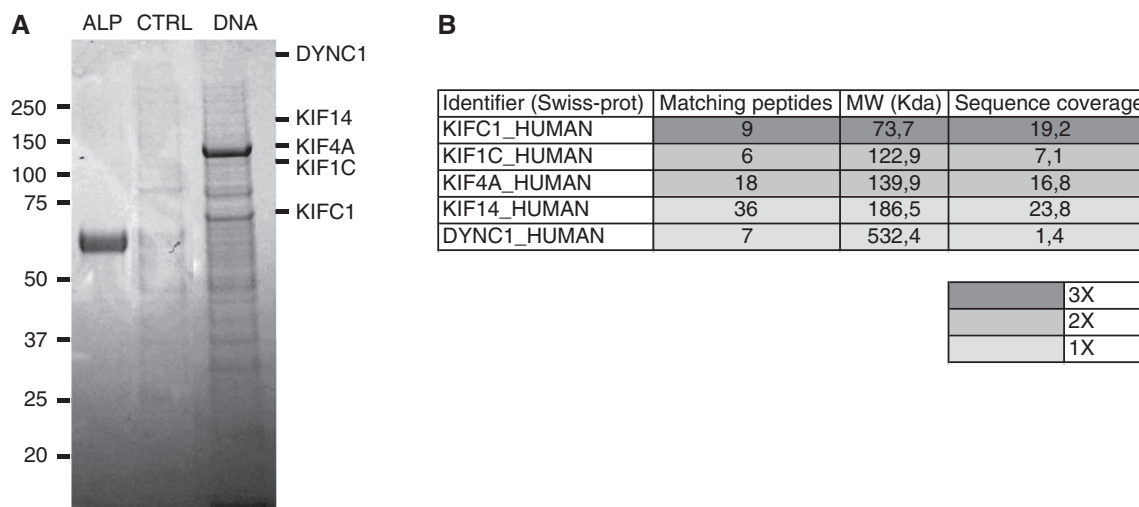 A
ALP CTRL DNA
250
150
100
75
50
37
25
20
DYNC1
KIF14
KIF4A
KIF1C
KIFC1
B
Identifier (Swiss-prot) Matching peptides MW (Kda) Sequence coverage
KIFC1_HUMAN 9 73,7 19,2
KIF1C_HUMAN 6 122,9 7,1
KIF4A_HUMAN 18 139,9 16,8
KIF14_HUMAN 36 186,5 23,8
DYNC1_HUMAN 7 532,4 1,4
3X
2X
1X